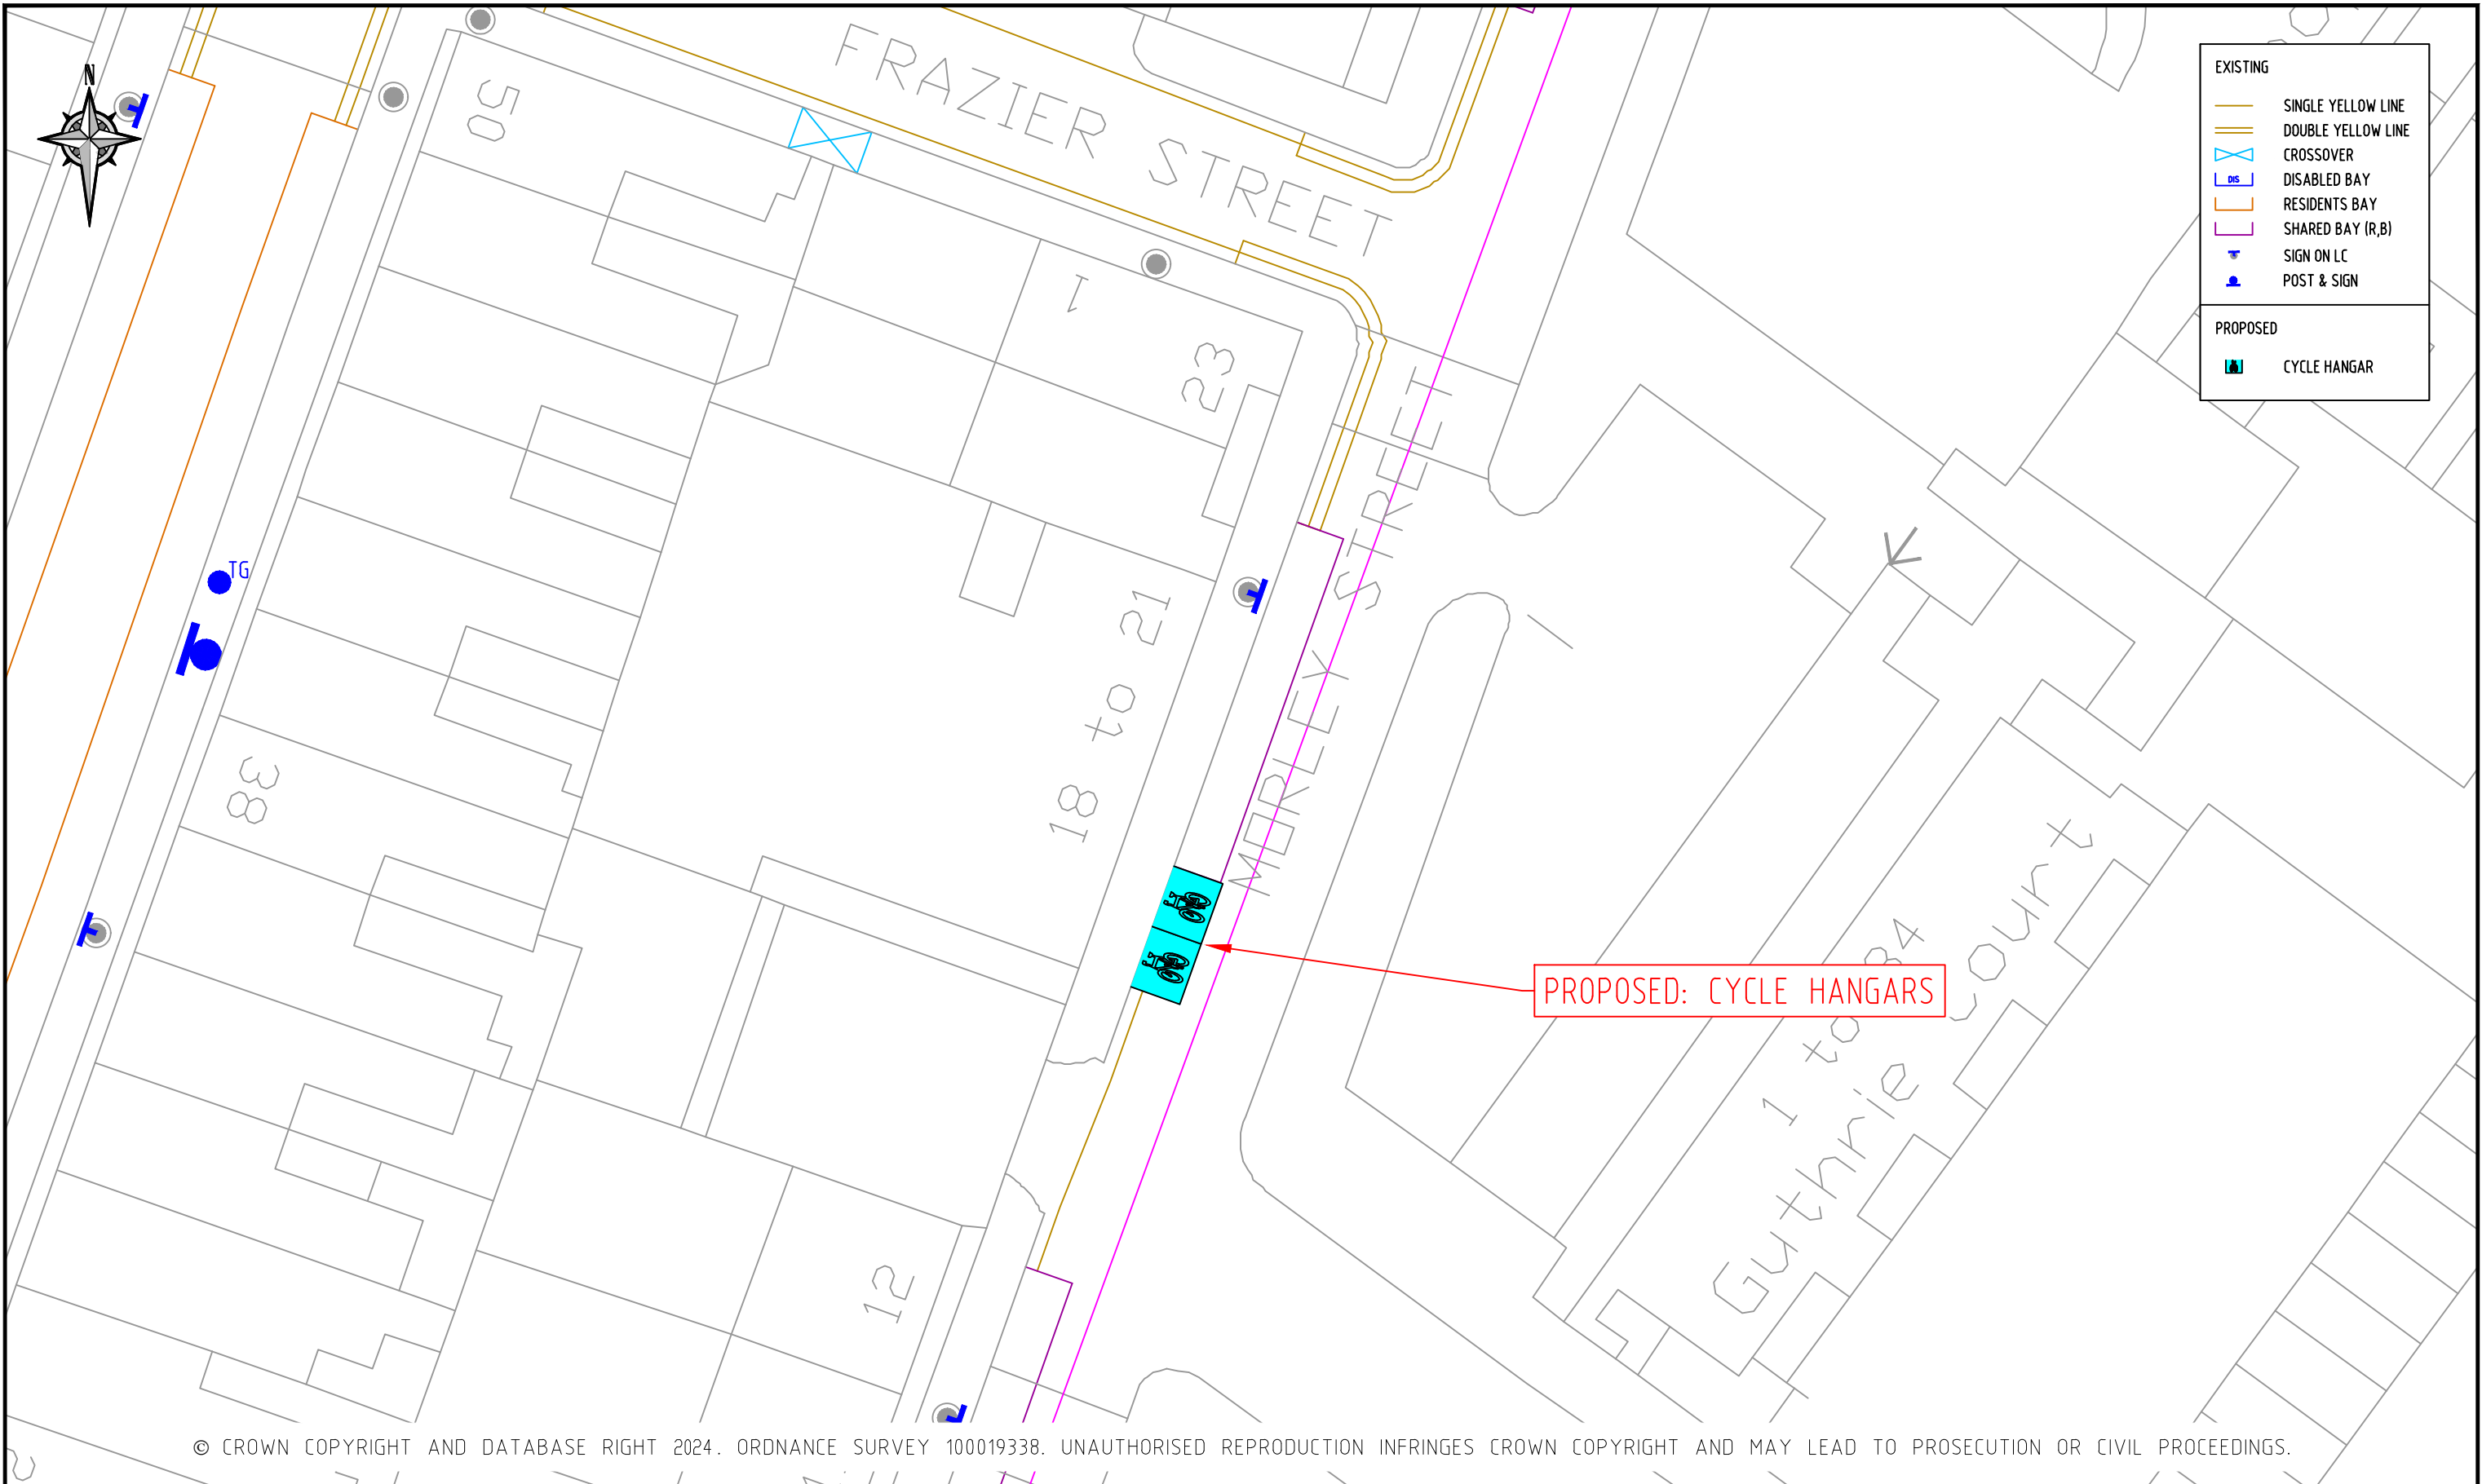 N
50
FRAZIER STREET
1
23
EXISTING
SINGLE YELLOW LINE
DOUBLE YELLOW LINE
CROSSOVER
DIS
DISABLED BAY
RESIDENTS BAY
SHARED BAY (R,B)
SIGN ON LC
POST & SIGN
PROPOSED
CYCLE HANGAR
TG
MORLEY STREET
18 to 21
38
PROPOSED: CYCLE HANGARS
1 to 84
Guthrie Court
12
© CROWN COPYRIGHT AND DATABASE RIGHT 2024. ORDNANCE SURVEY 100019338. UNAUTHORISED REPRODUCTION INFRINGES CROWN COPYRIGHT AND MAY LEAD TO PROSECUTION OR CIVIL PROCEEDINGS.